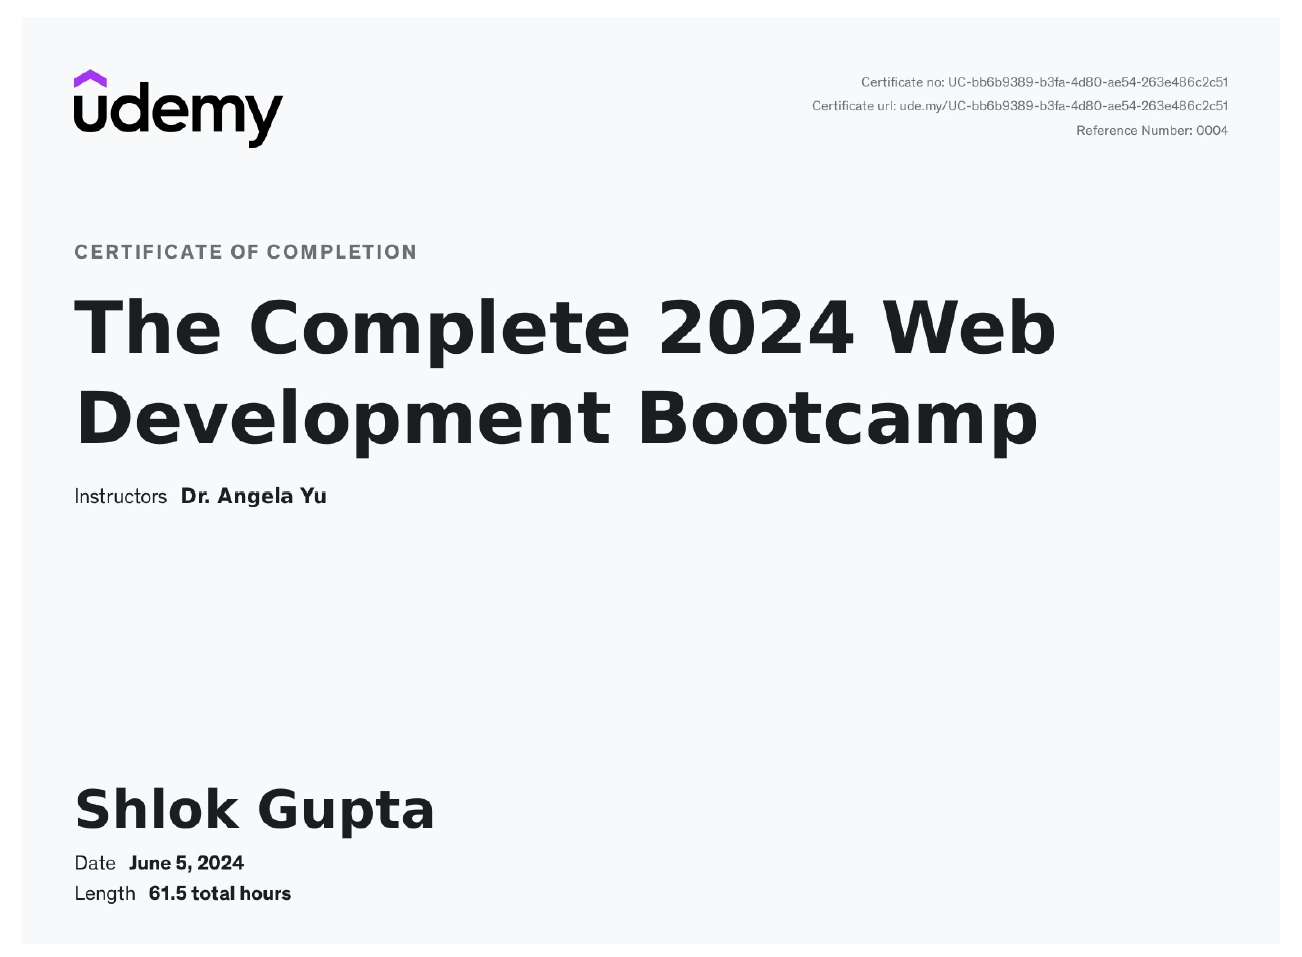 udemy
Certificate no: UC-bb6b9389-b3fa-4d80-ae54-263e486c2c51
Certificate url: ude.my/UC-bb6b9389-b3fa-4d80-ae54-263e486c2c51
Reference Number: 0004
CERTIFICATE OF COMPLETION
The Complete 2024 Web
Development Bootcamp
Instructors Dr. Angela Yu
Shlok Gupta
Date June 5, 2024
Length 61.5 total hours